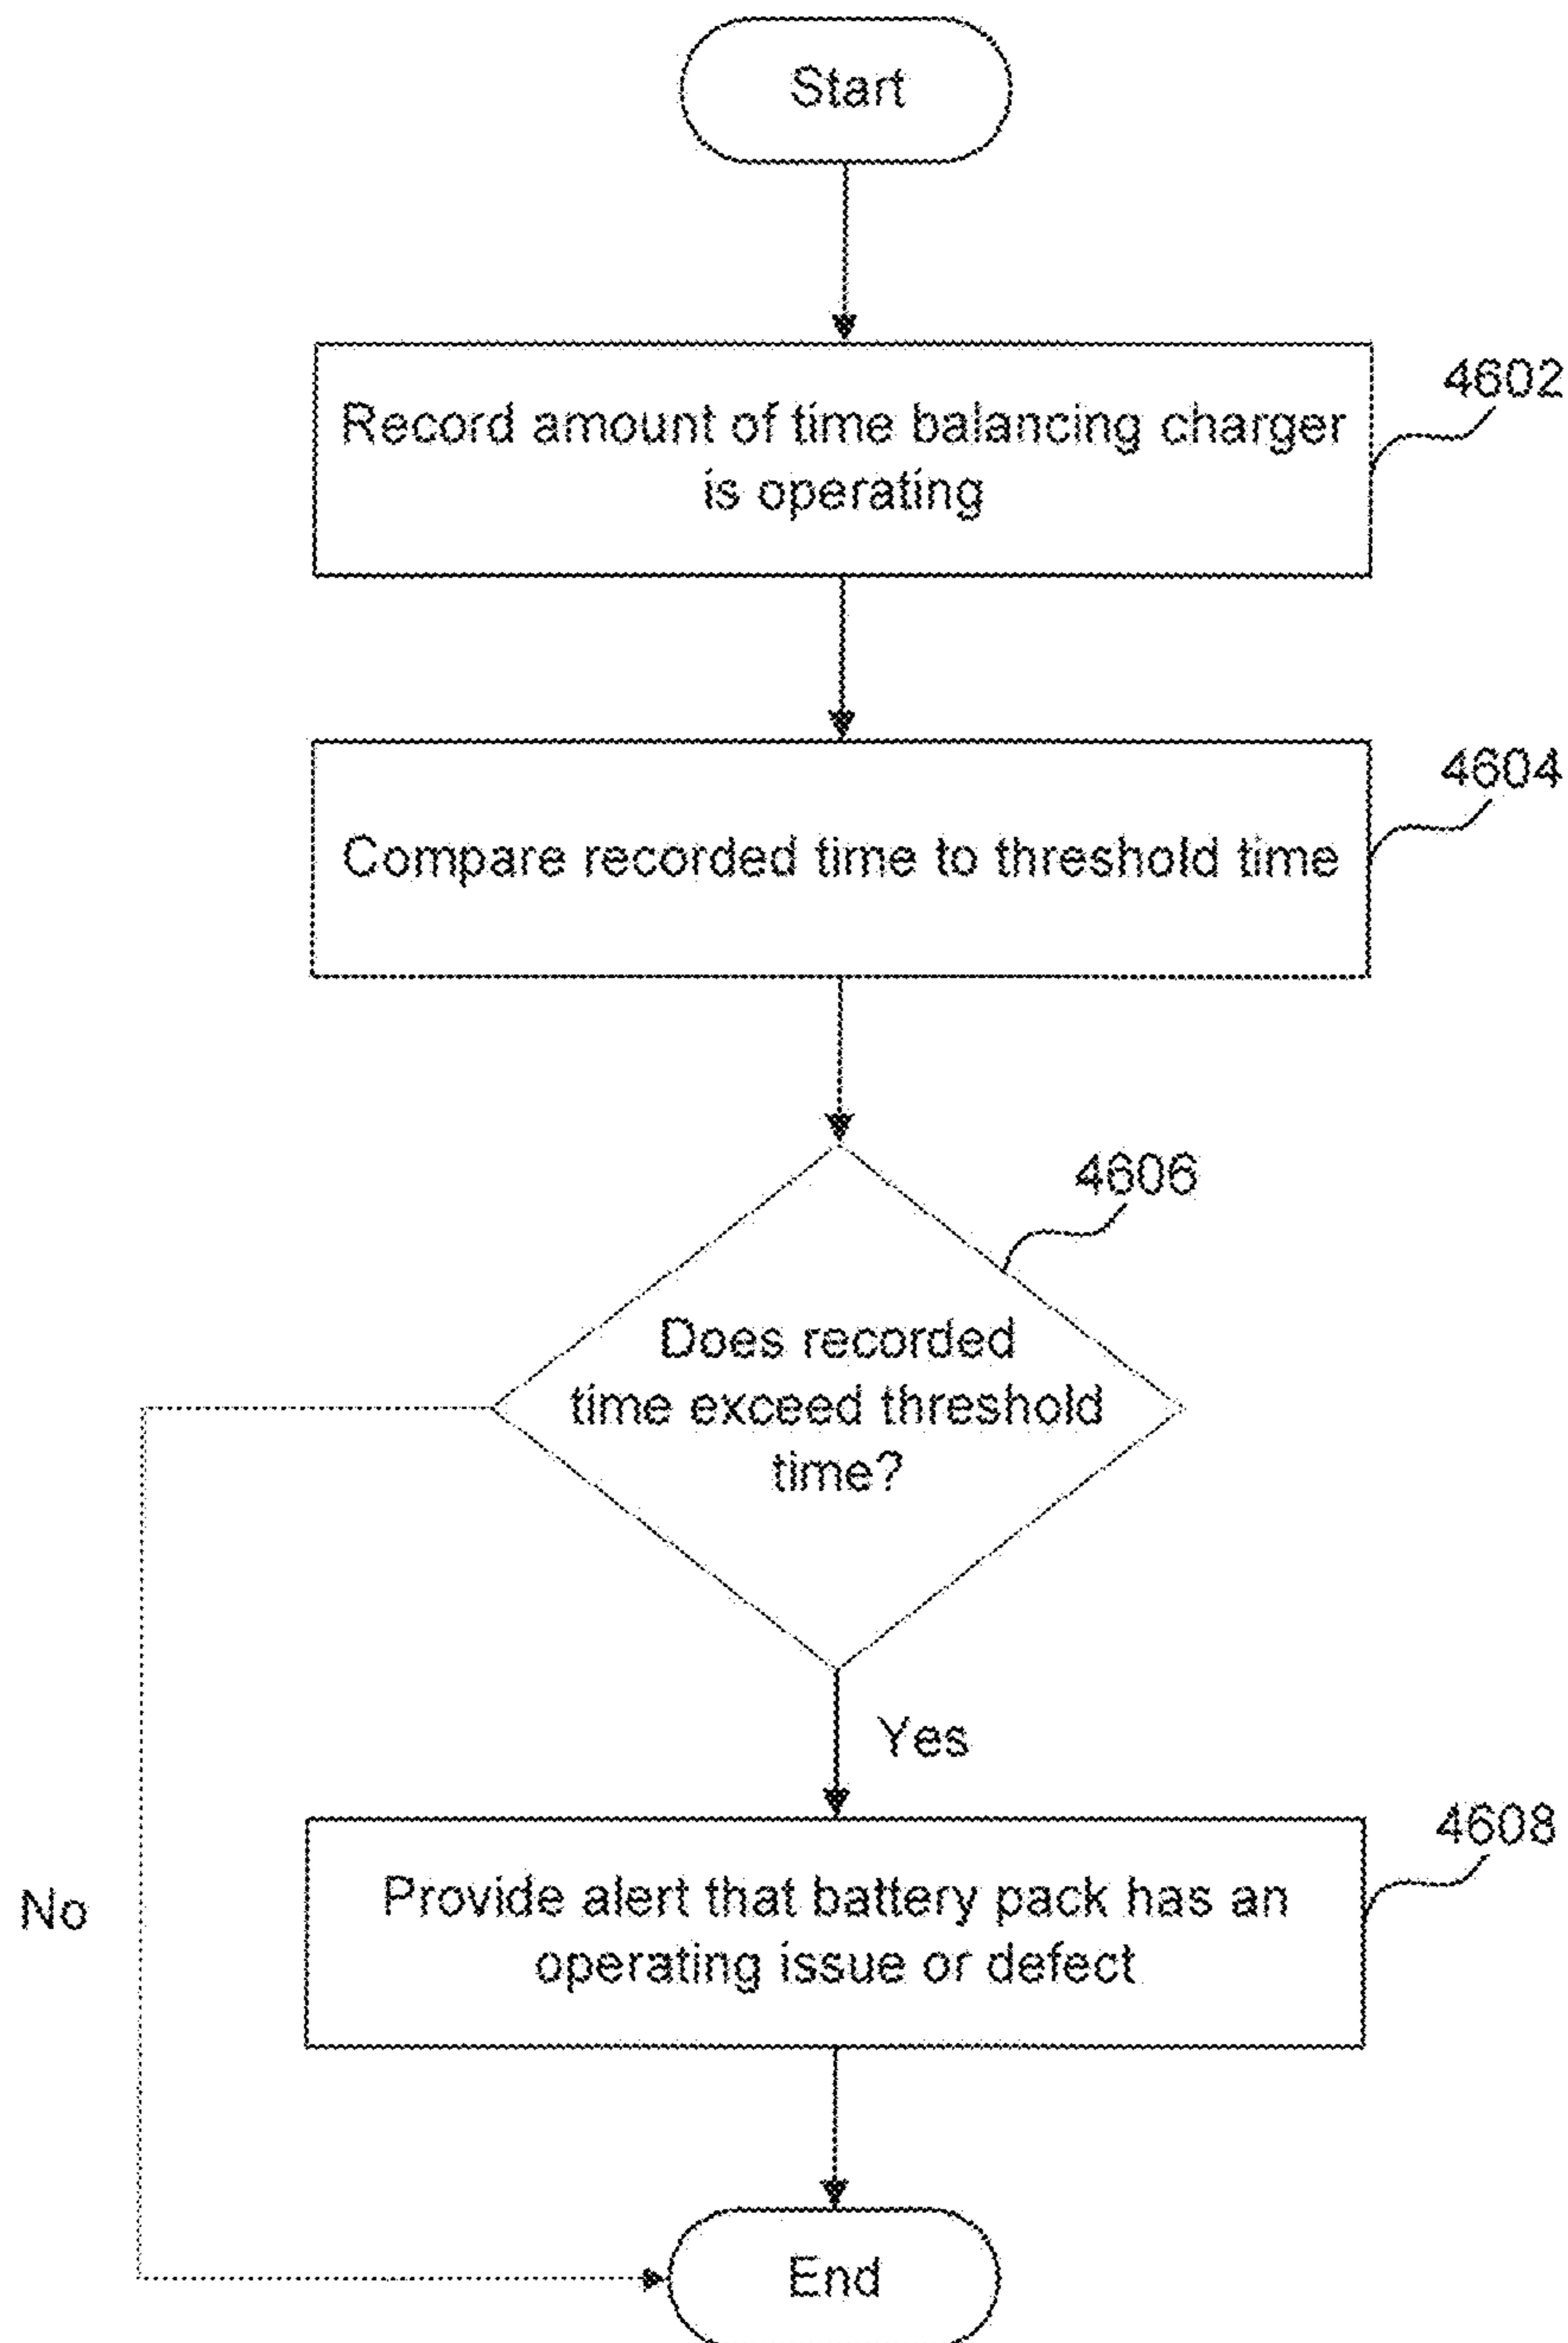 Start
Record amount of time balancing charger
is operating
4602
Compare recorded time to threshold time
4604
4606
Does recorded
time exceed threshold
time?
Yes
No
Provide alert that battery pack has an
operating issue or defect
4608
End